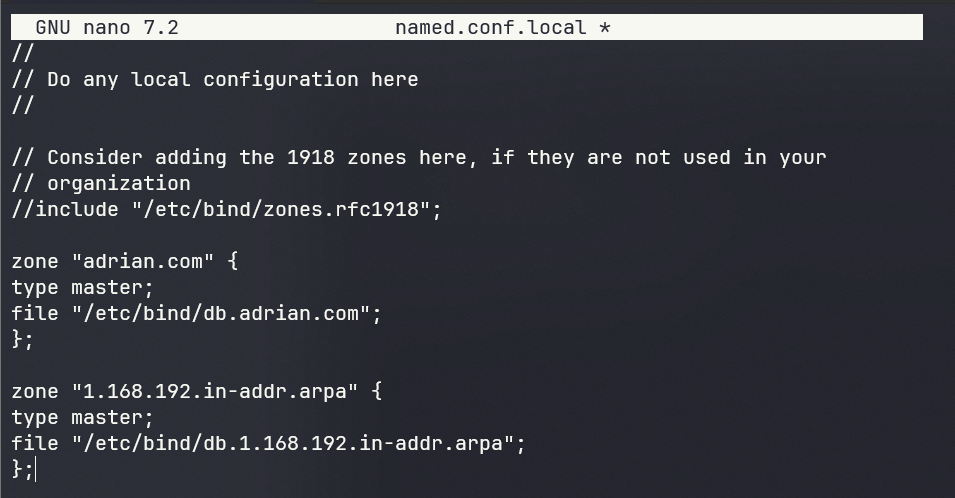 GNU nano 7.2 named.conf.local *
//
// Do any local configuration here
//
// Consider adding the 1918 zones here, if they are not used in your
// organization
//include "/etc/bind/zones.rfc1918";
zone "adrian.com" {
type master;
file "/etc/bind/db.adrian.com";
};
zone "1.168.192.in-addr.arpa" {
type master;
file "/etc/bind/db.1.168.192.in-addr.arpa";
};